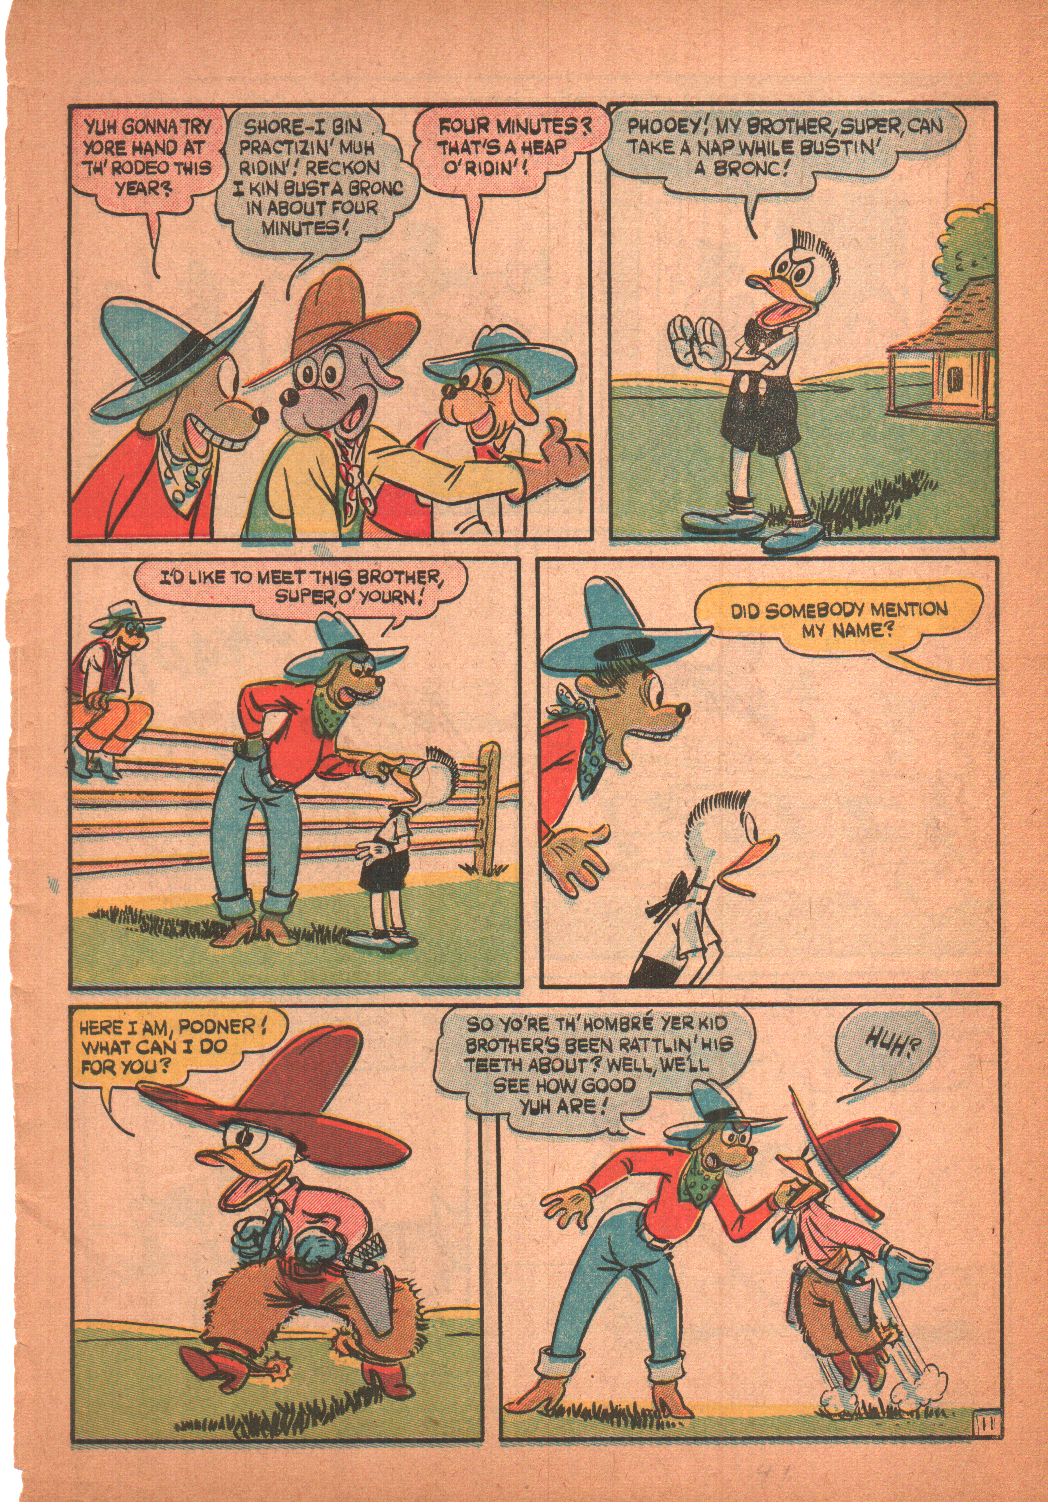 YUH GONNA TRY
YORE HAND AT
TH' RODEO THIS
YEAR?
SHORE-I BIN
PRACTIZIN' MUH
RIDIN'! RECKON
I KIN BUST A BRONC
IN ABOUT FOUR
MINUTES!
FOUR MINUTES?
THAT'S A HEAP
O' RIDIN'!
PHOOEY! MY BROTHER, SUPER, CAN
TAKE A NAP WHILE BUSTIN'
A BRONC!
I'D LIKE TO MEET THIS BROTHER,
SUPER, O' YOURN!
DID SOMEBODY MENTION
MY NAME?
HERE I AM, PODNER!
WHAT CAN I DO
FOR YOU?
SO YO'RE TH' HOMBRÉ YER KID
BROTHER'S BEEN RATTLIN' HIS
TEETH ABOUT? WELL, WE'LL
SEE HOW GOOD
YUH ARE!
HUH?
11